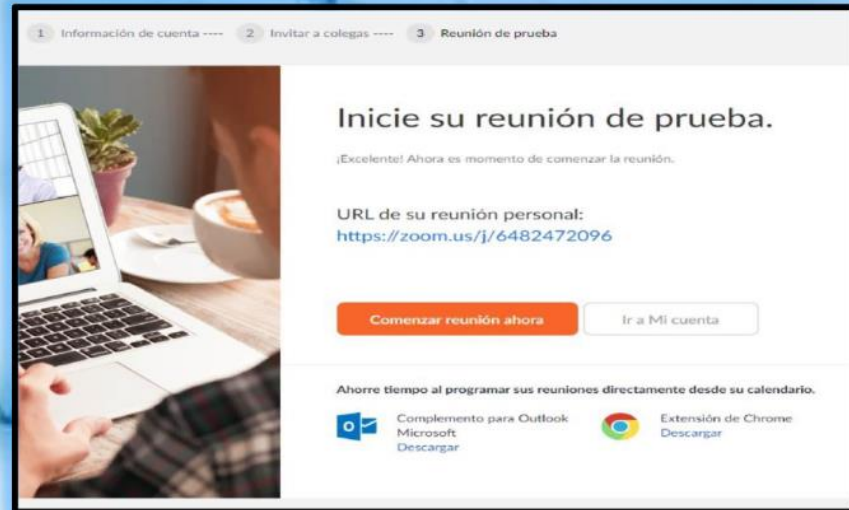 1 Información de cuenta ---- 2 Invitar a colegas ---- 3 Reunión de prueba
Inicie su reunión de prueba.
¡Excelente! Ahora es momento de comenzar la reunión.
URL de su reunión personal:
https://zoom.us/j/6482472096
Comenzar reunión ahora
Ir a Mi cuenta
Ahorre tiempo al programar sus reuniones directamente desde su calendario.
Complemento para Outlook
Microsoft
Descargar
Extensión de Chrome
Descargar